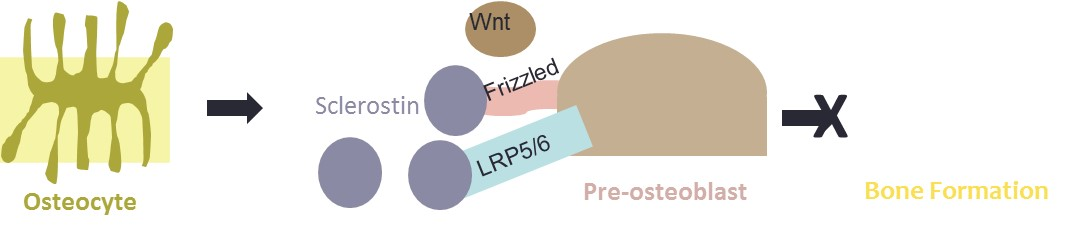 Wnt
Frizzled
Sclerostin
LRP5/6
Pre-osteoblast
Bone Formation
Osteocyte